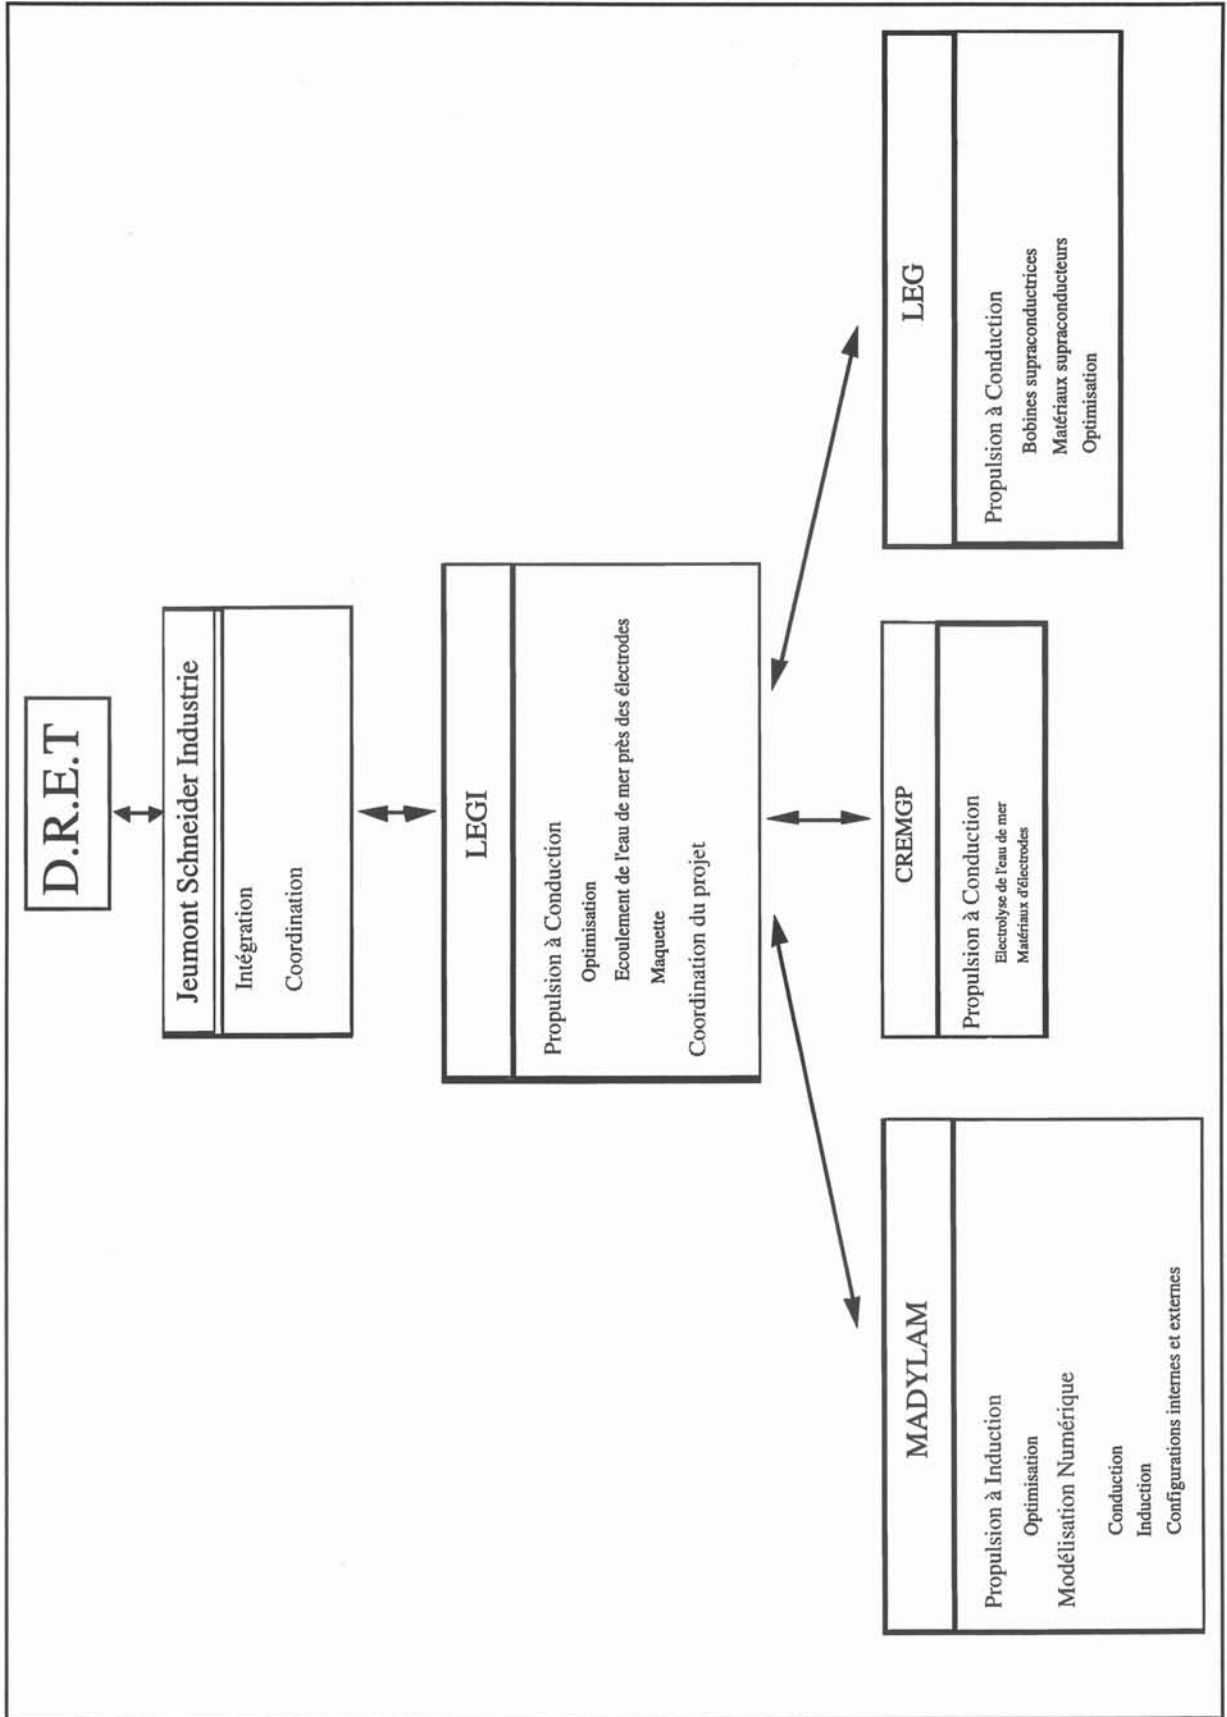 D.R.E.T
Jeumont Schneider Industrie
Intégration
Coordination
LEGI
Propulsion à Conduction
Optimisation
Ecoulement de l'eau de mer près des électrodes
Maquette
Coordination du projet
MADYLAM
Propulsion à Induction
Optimisation
Modélisation Numérique
Conduction
Induction
Configurations internes et externes
CREMGP
Propulsion à Conduction
Electrolyse de l'eau de mer
Matériaux d'électrodes
LEG
Propulsion à Conduction
Bobines supraconductrices
Matériaux supraconducteurs
Optimisation